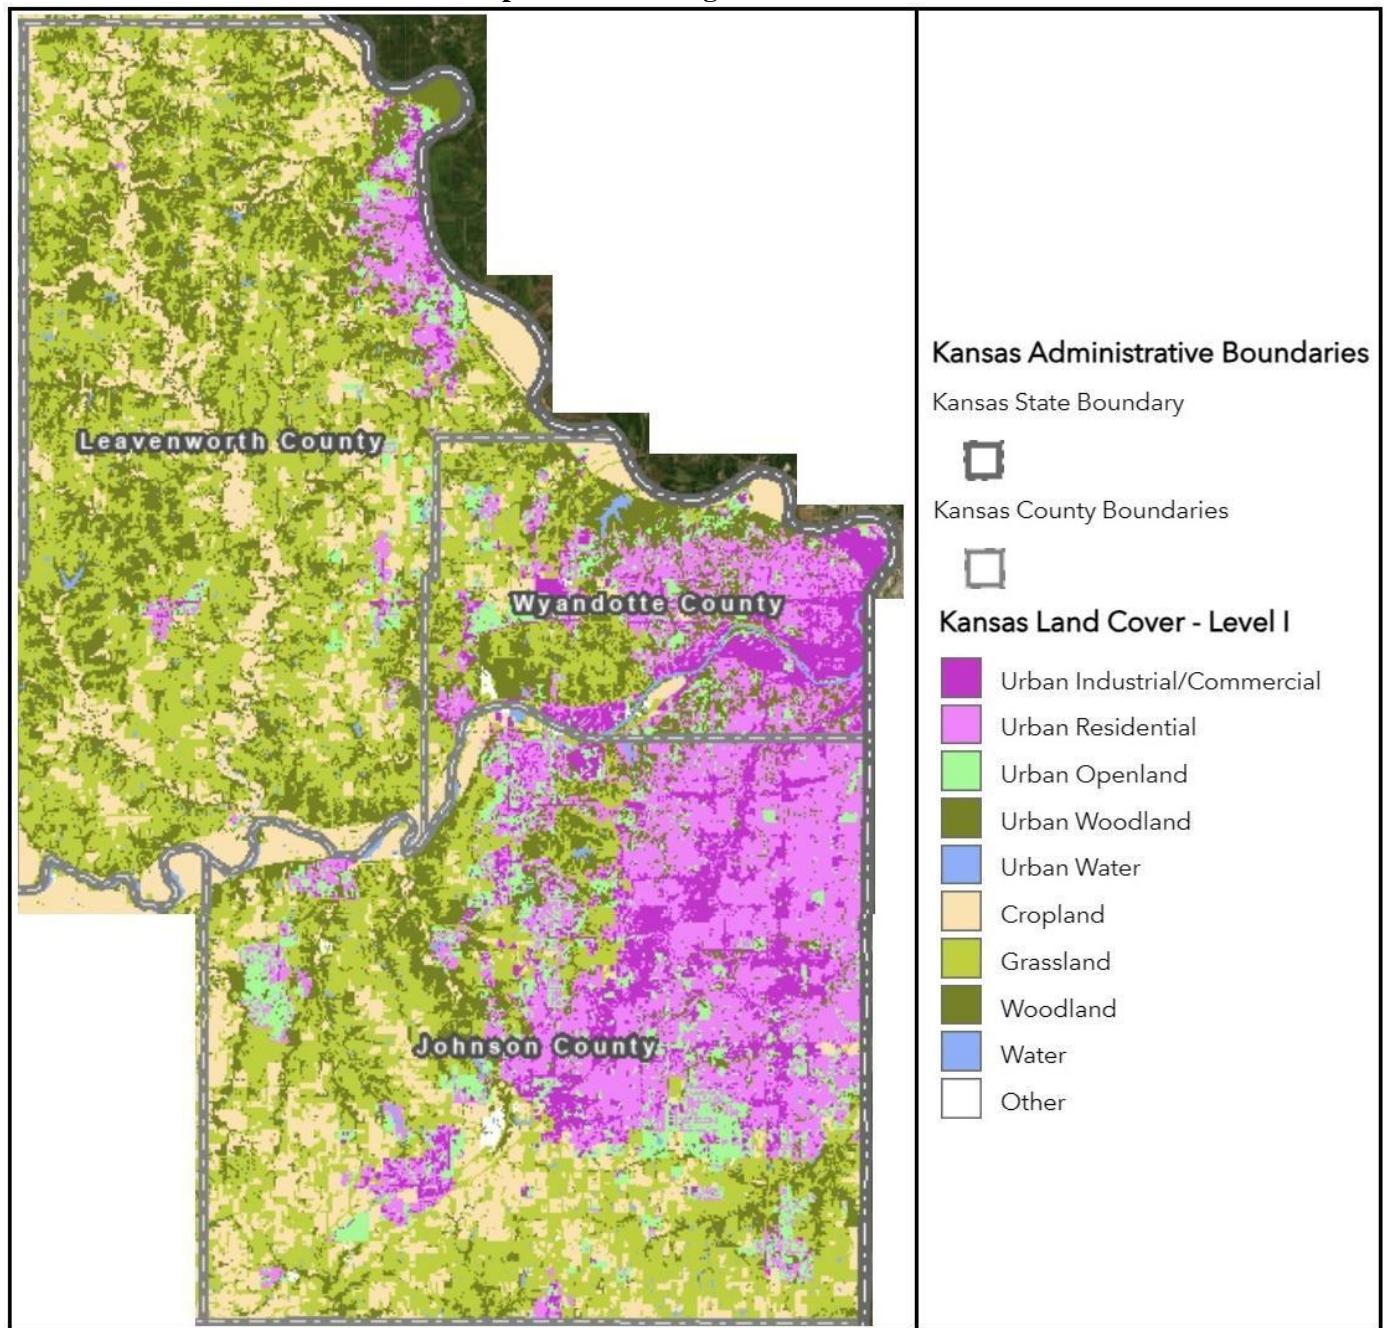 Leavenworth County
Wyandotte County
Johnson County
Kansas Administrative Boundaries
Kansas State Boundary
Kansas County Boundaries
Kansas Land Cover - Level I
Urban Industrial/Commercial
Urban Residential
Urban Openland
Urban Woodland
Urban Water
Cropland
Grassland
Woodland
Water
Other